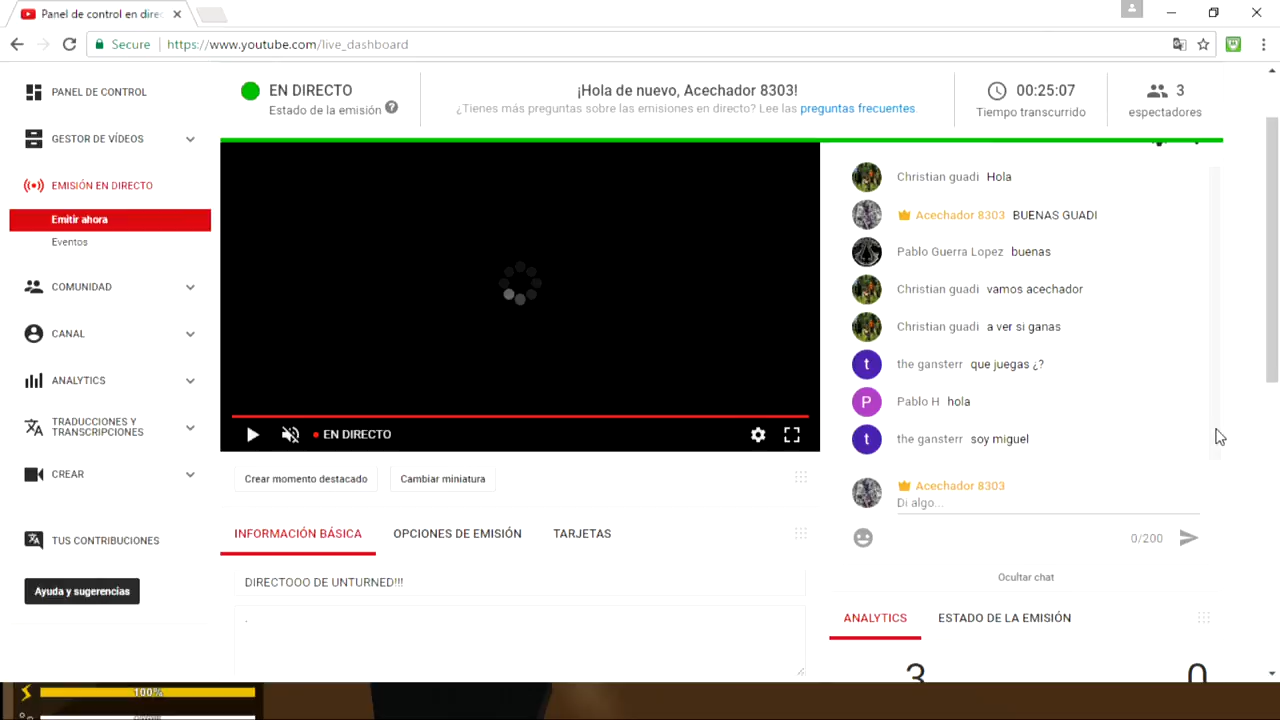 Panel de control en direc
Secure https://www.youtube.com/live_dashboard
PANEL DE CONTROL
GESTOR DE VÍDEOS
EMISIÓN EN DIRECTO
Emitir ahora
Eventos
COMUNIDAD
CANAL
ANALYTICS
TRADUCCIONES Y
TRANSCRIPCIONES
CREAR
TUS CONTRIBUCIONES
Ayuda y sugerencias
EN DIRECTO
Estado de la emisión ?
¡Hola de nuevo, Acechador 8303!
¿Tienes más preguntas sobre las emisiones en directo? Lee las preguntas frecuentes.
00:25:07
Tiempo transcurrido
3
espectadores
EN DIRECTO
Crear momento destacado
Cambiar miniatura
INFORMACIÓN BÁSICA
OPCIONES DE EMISIÓN
TARJETAS
DIRECTOOO DE UNTURNED!!!
.
Christian guadi Hola
Acechador 8303 BUENAS GUADI
Pablo Guerra Lopez buenas
Christian guadi vamos acechador
Christian guadi a ver si ganas
t the gansterr que juegas ¿?
P Pablo H hola
t the gansterr soy miguel
Acechador 8303
Di algo...
0/200
Ocultar chat
ANALYTICS
ESTADO DE LA EMISIÓN
3
0
100%